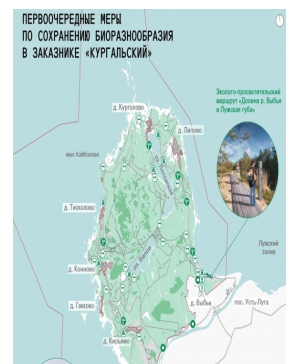 ПЕРВООЧЕРЕДНЫЕ МЕРЫ
ПО СОХРАНЕНИЮ БИОРАЗНООБРАЗИЯ
В ЗАКАЗНИКЕ «КУРГАЛЬСКИЙ»
Эколого-просветительский
маршрут «Долина р. Выбья
и Лужская губа»
д. Курголово
д. Липово
мыс Кайболово
д. Тисколово
Лужский
залив
д. Конново
д. Выбье
пос. Усть-Луга
д. Гакково
д. Кирьямо